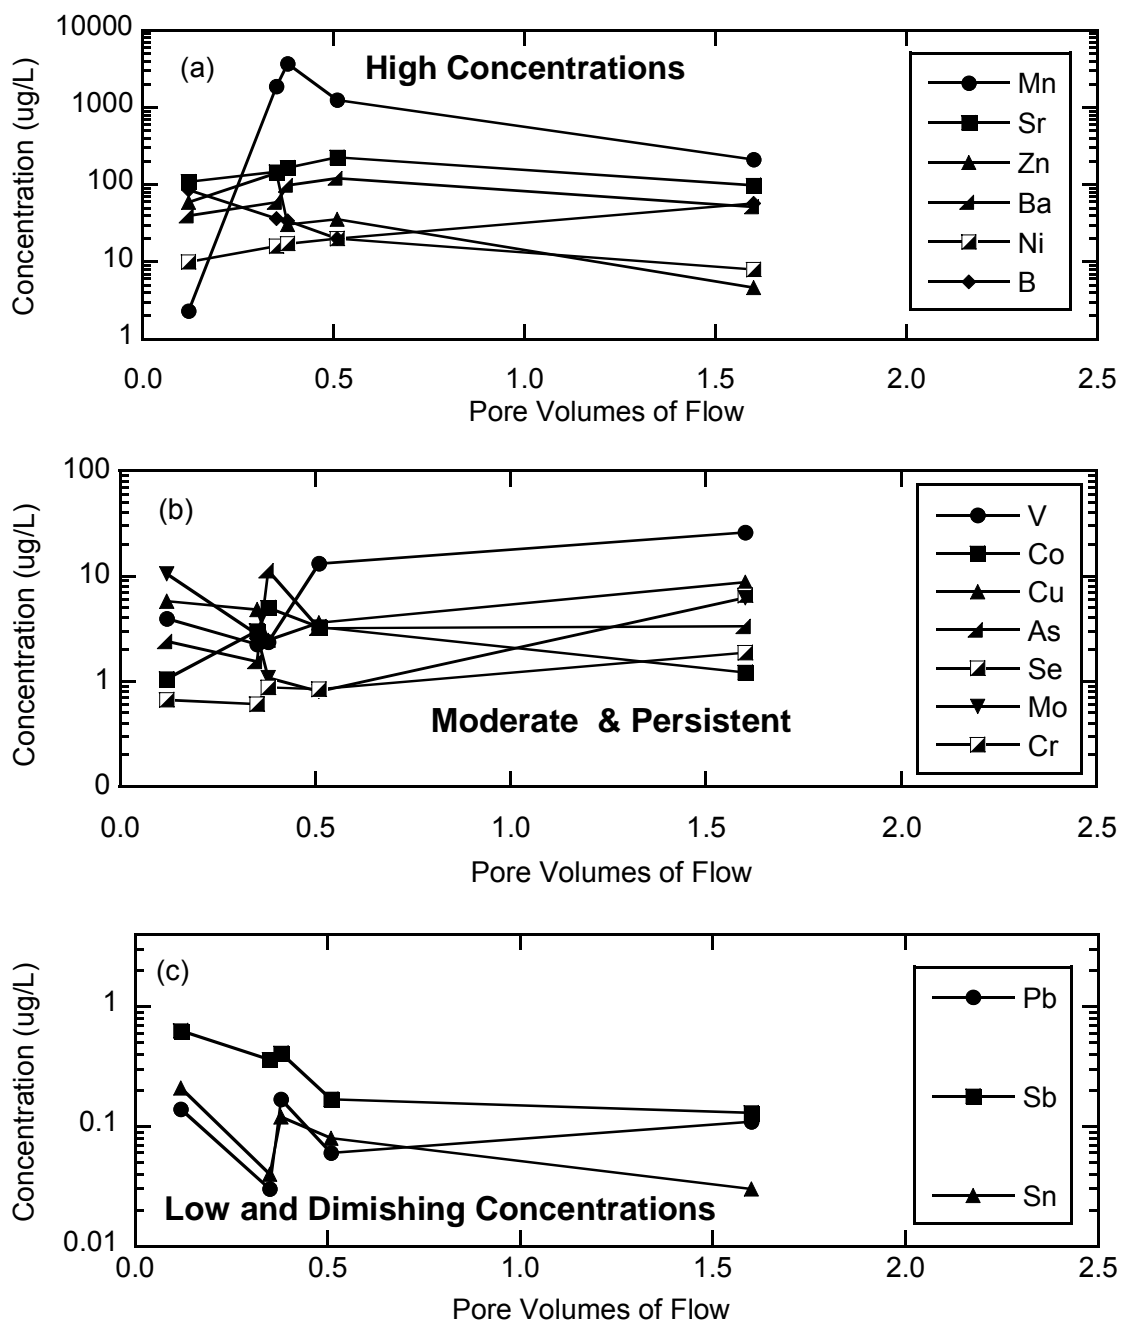 (a) High Concentrations
Concentration (ug/L)
10000
1000
100
10
1
0.0 0.5 1.0 1.5 2.0 2.5
Pore Volumes of Flow
Mn
Sr
Zn
Ba
Ni
B
(b)
Concentration (ug/L)
100
10
1
0
Moderate & Persistent
0.0 0.5 1.0 1.5 2.0 2.5
Pore Volumes of Flow
V
Co
Cu
As
Se
Mo
Cr
(c)
Concentration (ug/L)
1
0.1
0.01
Low and Dimishing Concentrations
0.0 0.5 1.0 1.5 2.0 2.5
Pore Volumes of Flow
Pb
Sb
Sn